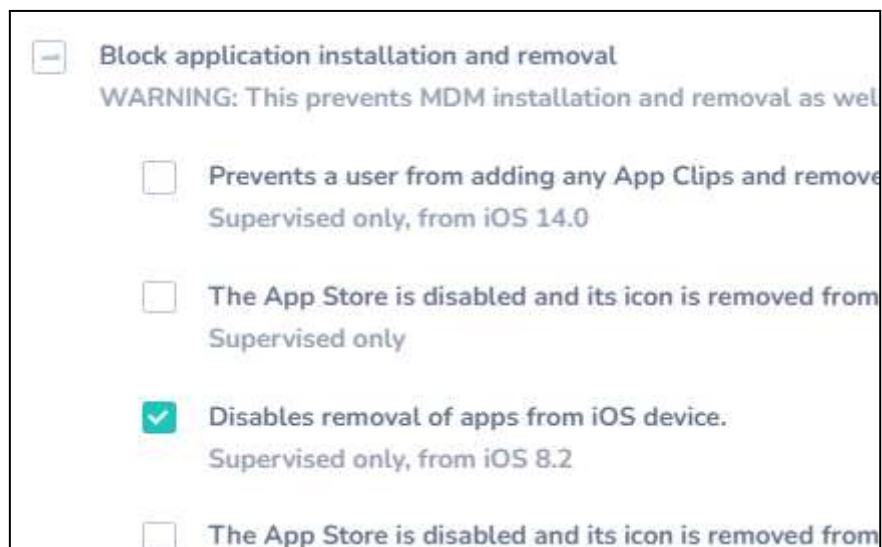 Block application installation and removal
WARNING: This prevents MDM installation and removal as wel
Prevents a user from adding any App Clips and remove
Supervised only, from iOS 14.0
The App Store is disabled and its icon is removed from
Supervised only
Disables removal of apps from iOS device.
Supervised only, from iOS 8.2
The App Store is disabled and its icon is removed from